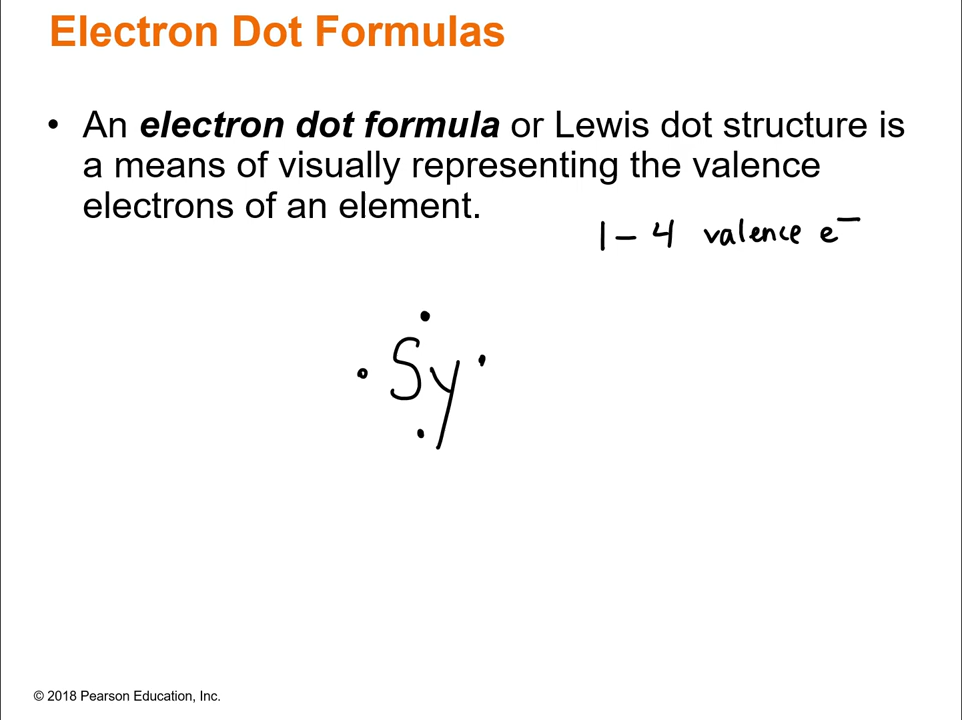 Electron Dot Formulas
• An electron dot formula or Lewis dot structure is
a means of visually representing the valence
electrons of an element.
1 – 4 valence e⁻
Sy
© 2018 Pearson Education, Inc.